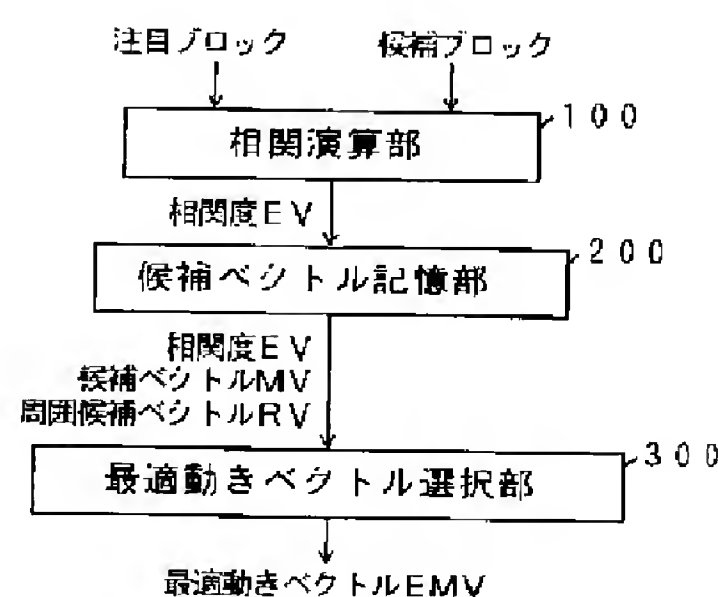 注目ブロック 候補ブロック
相関演算部 100
相関度EV
候補ベクトル記憶部 200
相関度EV
候補ベクトルMV
周囲候補ベクトルRV
最適動きベクトル選択部 300
最適動きベクトルEMV